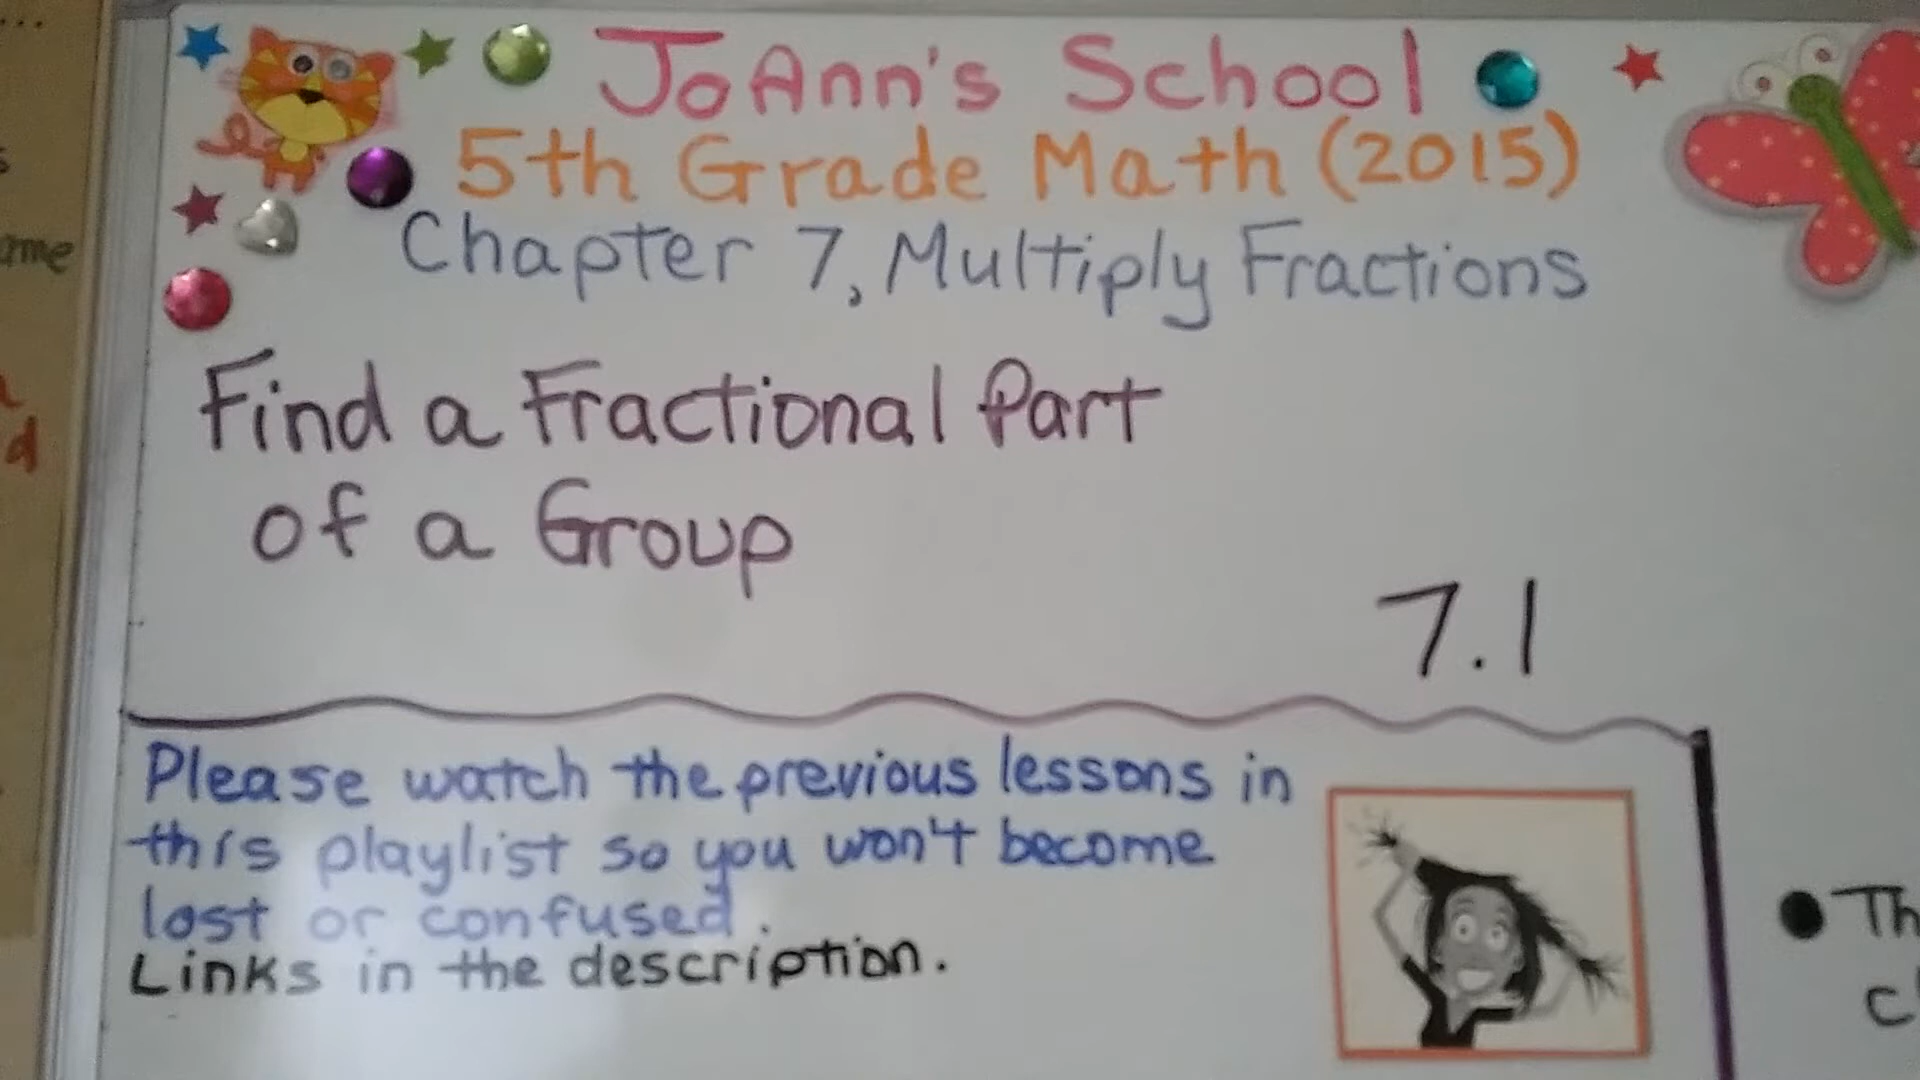 JoAnn's School
5th Grade Math (2015)
Chapter 7, Multiply Fractions
Find a Fractional Part
of a Group
7.1
Please watch the previous lessons in
this playlist so you won't become
lost or confused.
Links in the description.